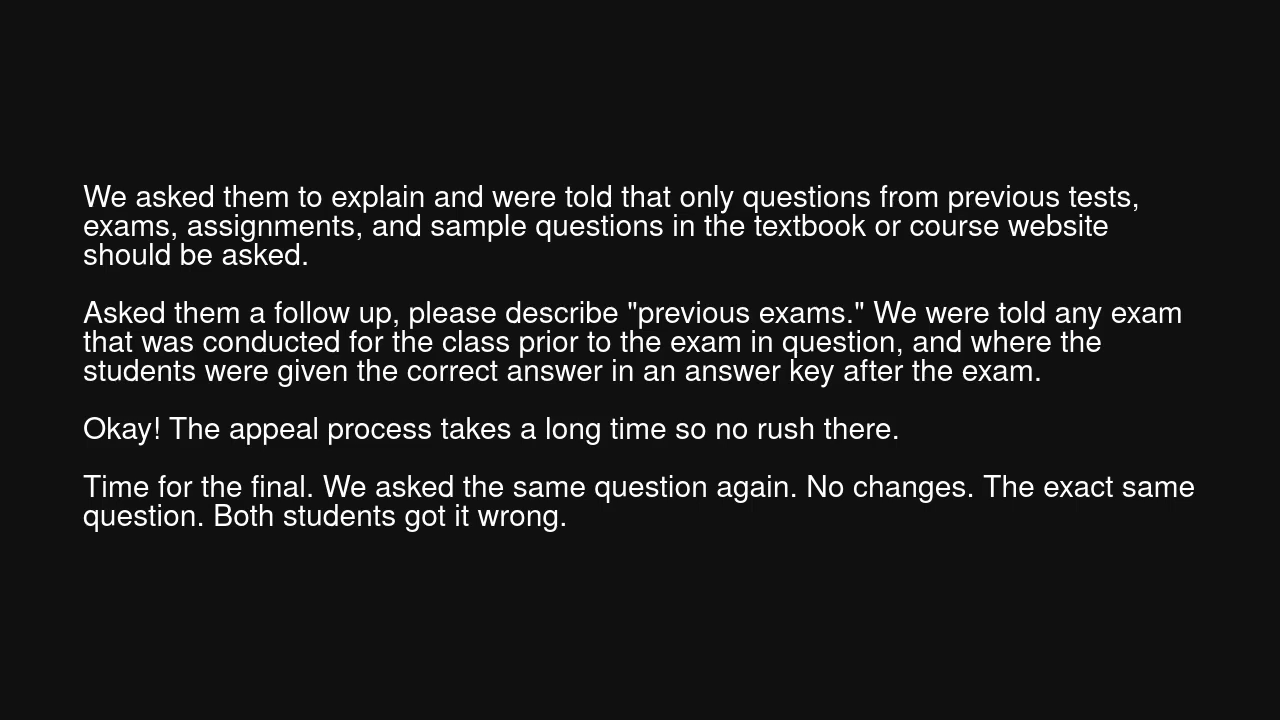 We asked them to explain and were told that only questions from previous tests,
exams, assignments, and sample questions in the textbook or course website
should be asked.
Asked them a follow up, please describe "previous exams." We were told any exam
that was conducted for the class prior to the exam in question, and where the
students were given the correct answer in an answer key after the exam.
Okay! The appeal process takes a long time so no rush there.
Time for the final. We asked the same question again. No changes. The exact same
question. Both students got it wrong.